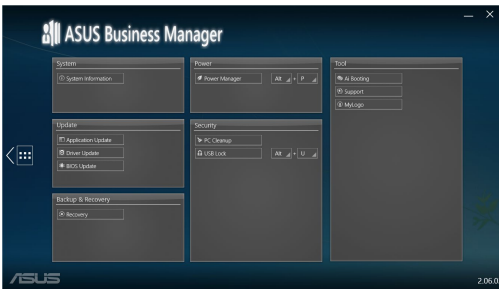 ASUS Business Manager
System
System Information
Power
Power Manager Alt + P
Tool
Ai Booting
Support
MyLogo
Update
Application Update
Driver Update
BIOS Update
Security
PC Cleanup
USB Lock Alt + U
Backup & Recovery
Recovery
ASUS
2.06.0